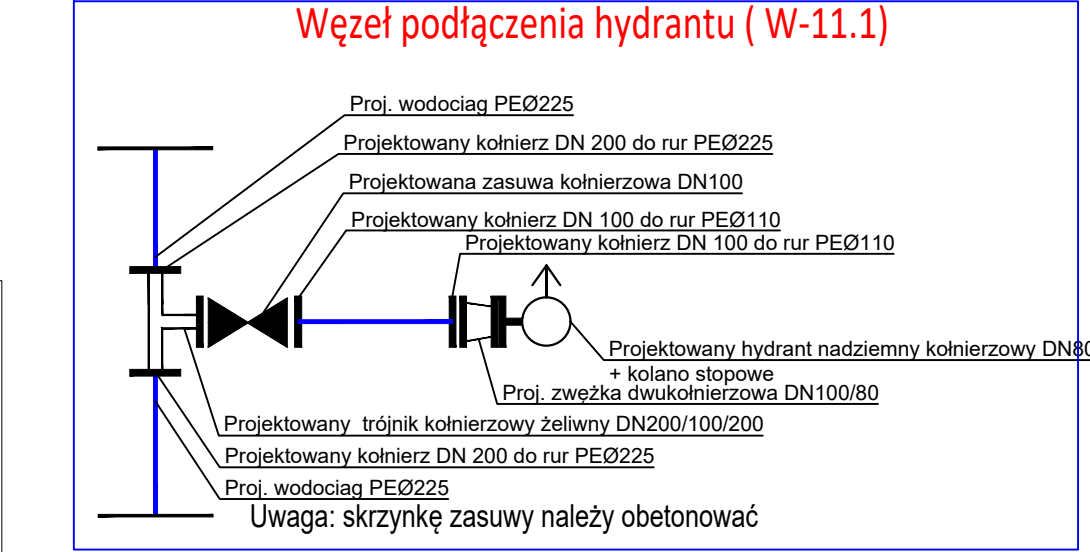 Węzeł podłączenia hydrantu ( W-11.1)
Proj. wodociag PEØ225
Projektowany kołnierz DN 200 do rur PEØ225
Projektowana zasuwa kołnierzowa DN100
Projektowany kołnierz DN 100 do rur PEØ110
Projektowany kołnierz DN 100 do rur PEØ110
Projektowany hydrant nadziemny kołnierzowy DN80
+ kolano stopowe
Proj. zwężka dwukołnierzowa DN100/80
Projektowany trójnik kołnierzowy żeliwny DN200/100/200
Projektowany kołnierz DN 200 do rur PEØ225
Proj. wodociag PEØ225
Uwaga: skrzynkę zasuwy należy obetonować